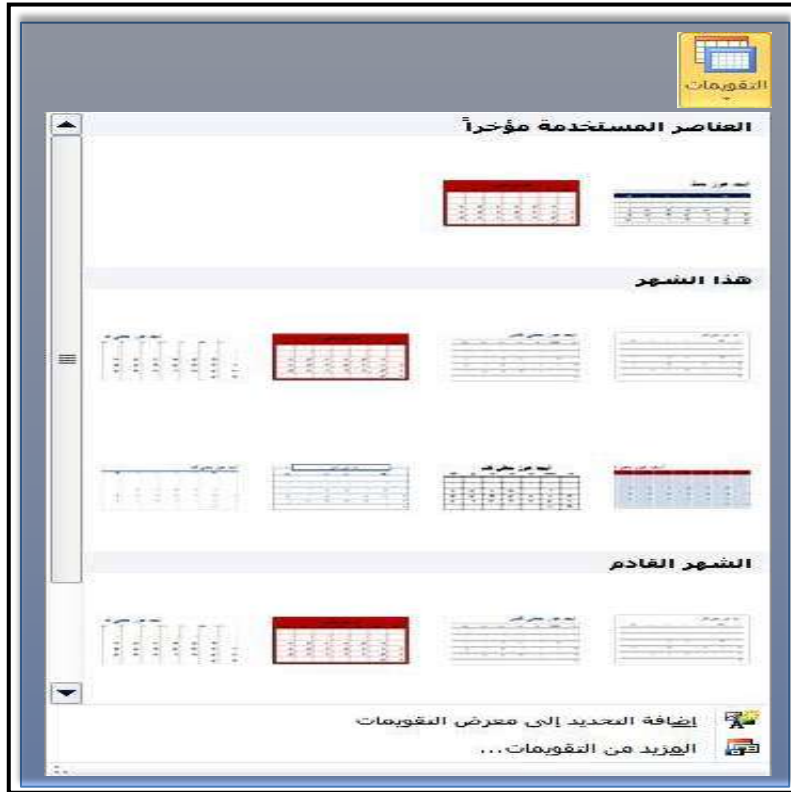 التقويمات
العناصر المستخدمة مؤخراً
هذا الشهر
الشهر القادم
إضافة التحديد إلى معرض التقويمات
المزيد من التقويمات...